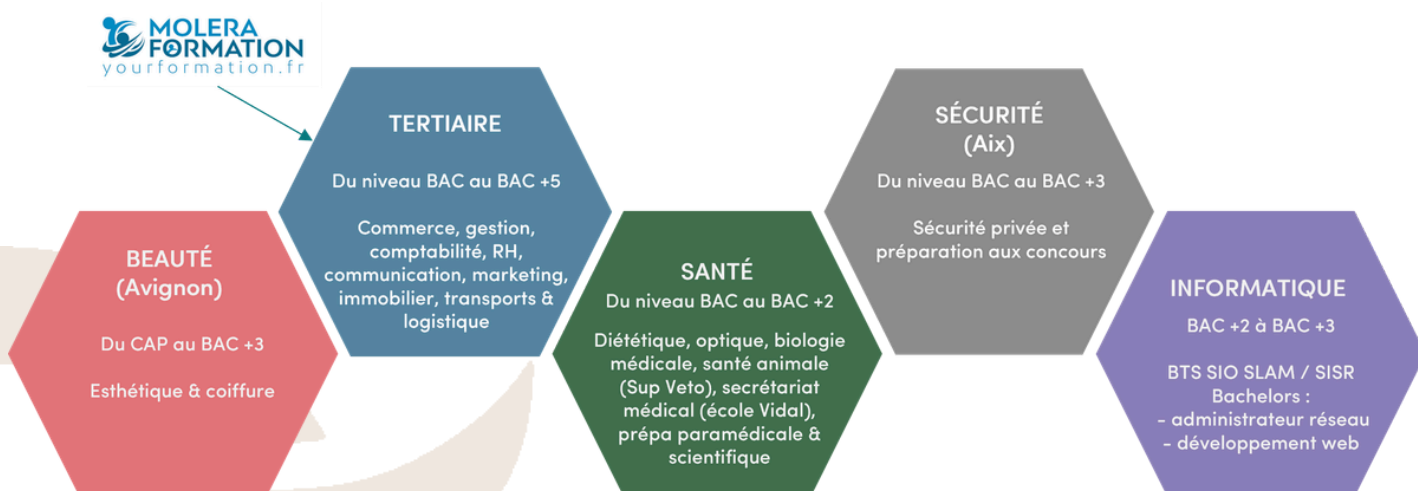 MOLERA
FORMATION
yourformation.fr
BEAUTÉ
(Avignon)
Du CAP au BAC +3
Esthétique & coiffure
TERTIAIRE
Du niveau BAC au BAC +5
Commerce, gestion,
comptabilité, RH,
communication, marketing,
immobilier, transports &
logistique
SANTÉ
Du niveau BAC au BAC +2
Diététique, optique, biologie
médicale, santé animale
(Sup Veto), secrétariat
médical (école Vidal),
prépa paramédicale &
scientifique
SÉCURITÉ
(Aix)
Du niveau BAC au BAC +3
Sécurité privée et
préparation aux concours
INFORMATIQUE
BAC +2 à BAC +3
BTS SIO SLAM / SISR
Bachelors :
- administrateur réseau
- développement web